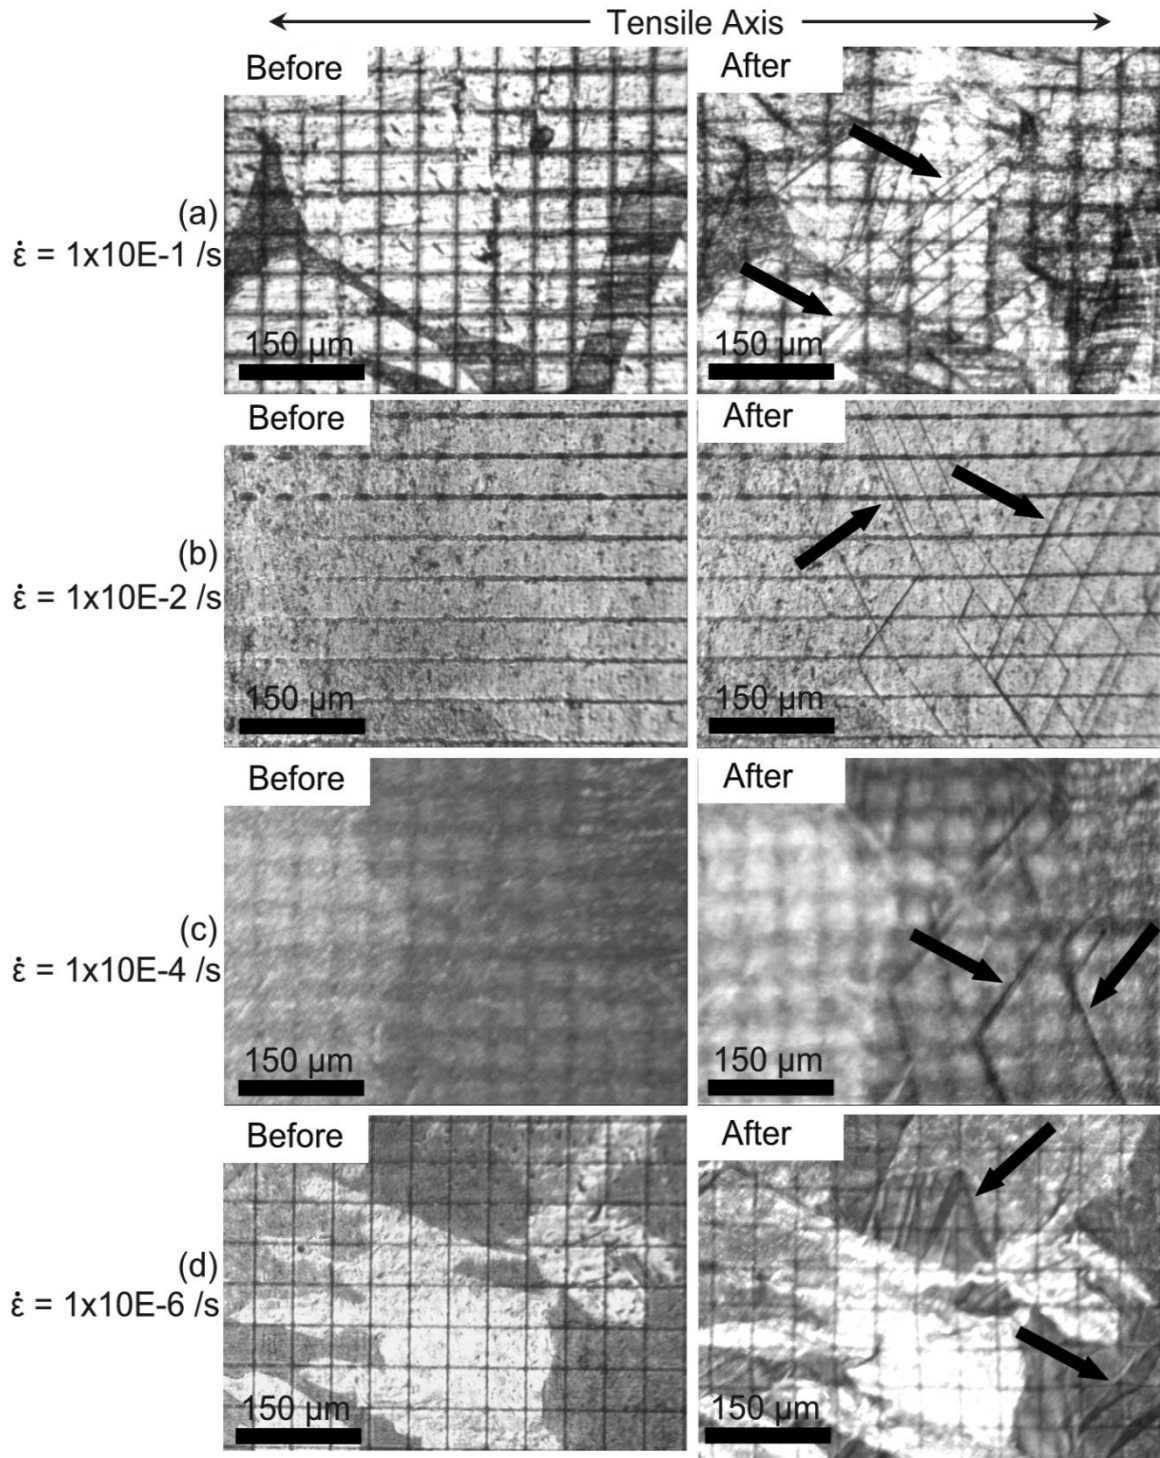 Tensile Axis
Before
After
(a)
ε̇ = 1x10E-1 /s
150 μm
150 μm
Before
After
(b)
ε̇ = 1x10E-2 /s
150 μm
150 μm
Before
After
(c)
ε̇ = 1x10E-4 /s
150 μm
150 μm
Before
After
(d)
ε̇ = 1x10E-6 /s
150 μm
150 μm